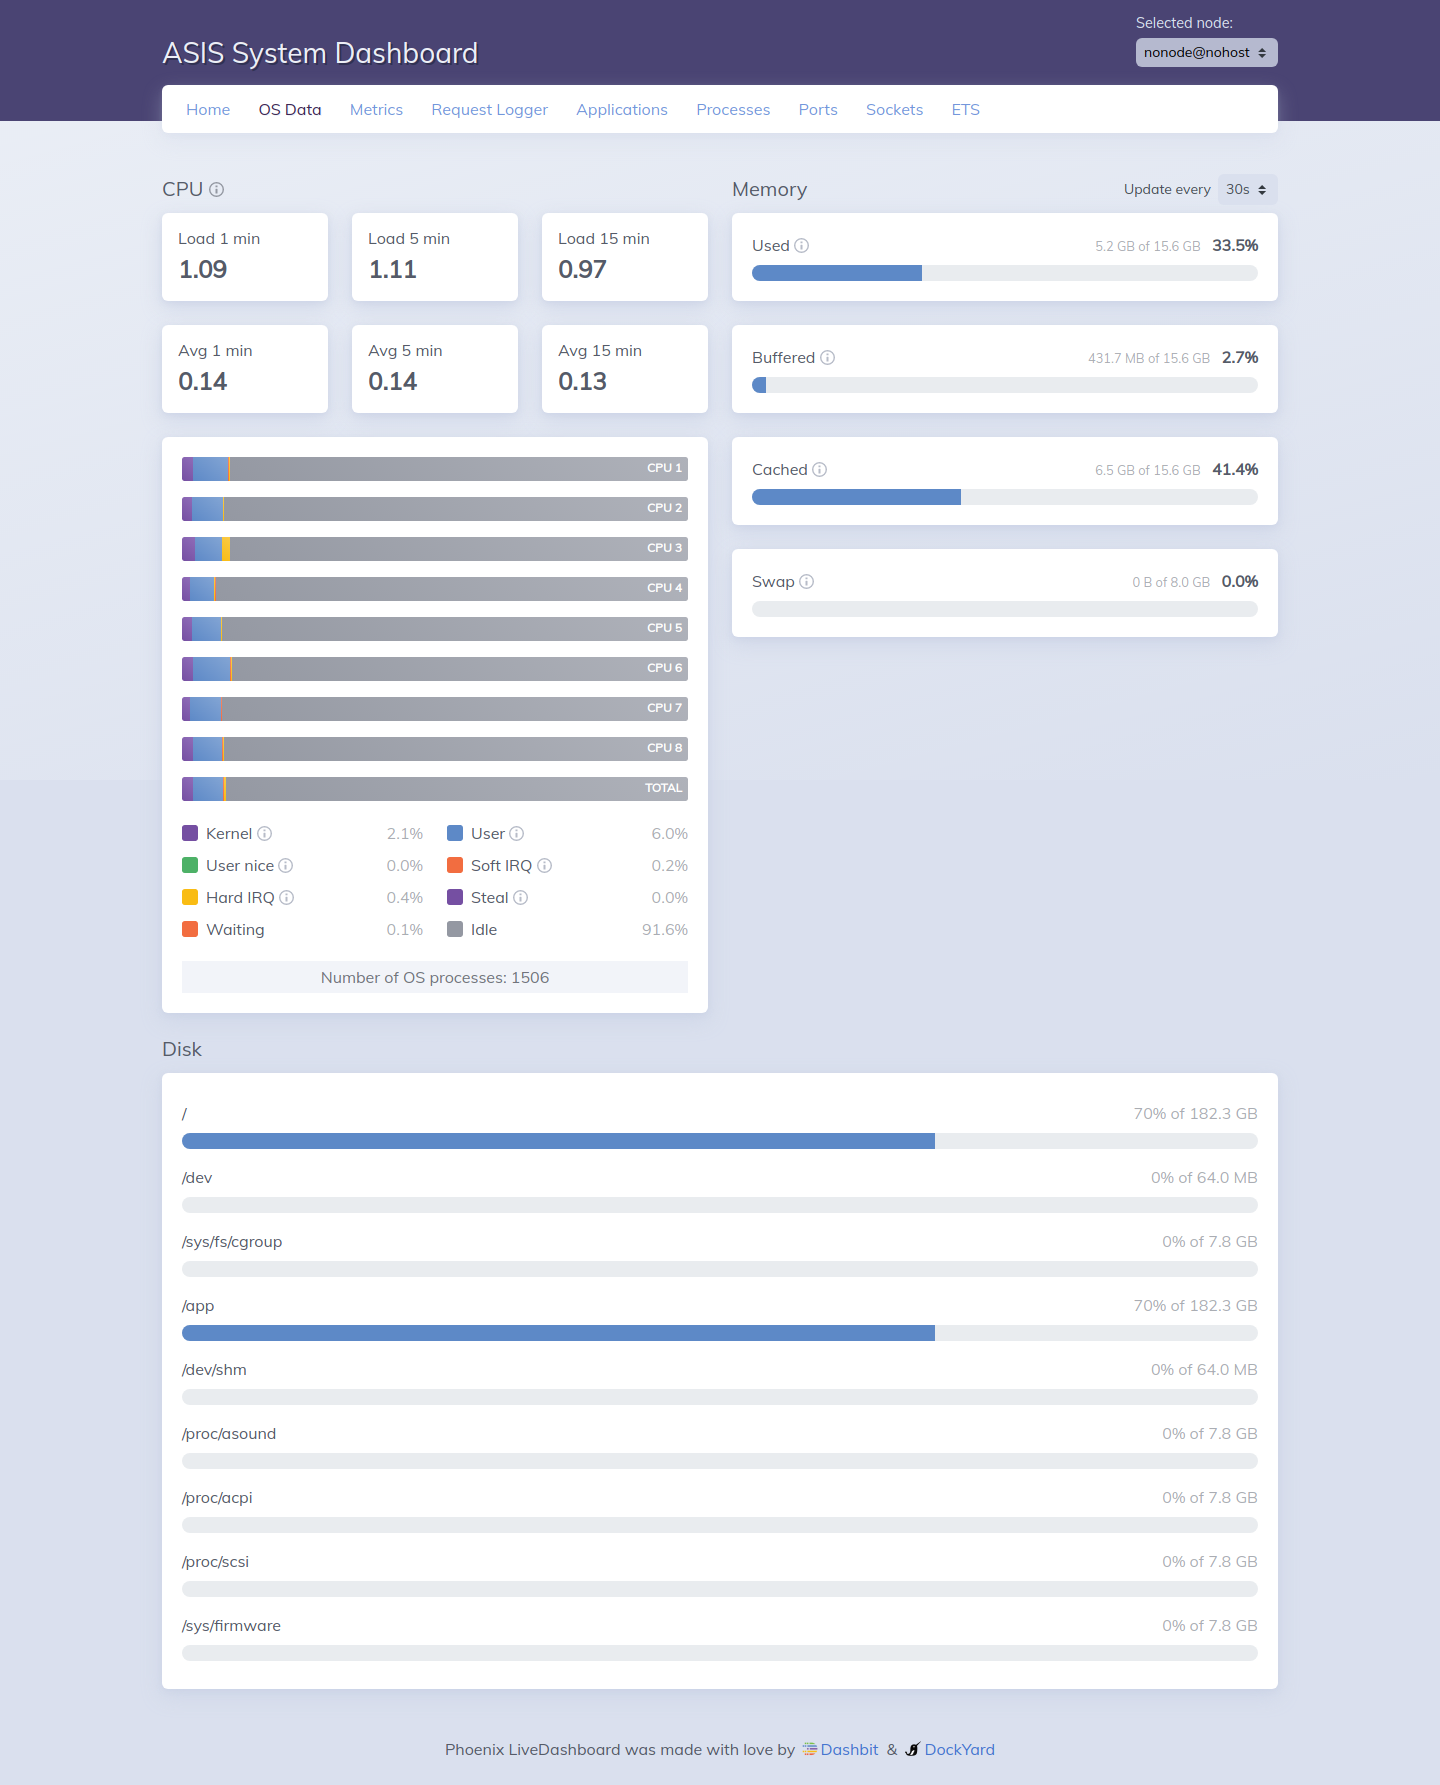 Selected node:
ASIS System Dashboard
nonode@nohost
Home OS Data Metrics Request Logger Applications Processes Ports Sockets ETS
CPU
Load 1 min
1.09
Load 5 min
1.11
Load 15 min
0.97
Avg 1 min
0.14
Avg 5 min
0.14
Avg 15 min
0.13
CPU 1
CPU 2
CPU 3
CPU 4
CPU 5
CPU 6
CPU 7
CPU 8
TOTAL
Kernel 2.1%
User 6.0%
User nice 0.0%
Soft IRQ 0.2%
Hard IRQ 0.4%
Steal 0.0%
Waiting 0.1%
Idle 91.6%
Number of OS processes: 1506
Memory
Update every 30s
Used 5.2 GB of 15.6 GB 33.5%
Buffered 431.7 MB of 15.6 GB 2.7%
Cached 6.5 GB of 15.6 GB 41.4%
Swap 0 B of 8.0 GB 0.0%
Disk
/ 70% of 182.3 GB
/dev 0% of 64.0 MB
/sys/fs/cgroup 0% of 7.8 GB
/app 70% of 182.3 GB
/dev/shm 0% of 64.0 MB
/proc/asound 0% of 7.8 GB
/proc/acpi 0% of 7.8 GB
/proc/scsi 0% of 7.8 GB
/sys/firmware 0% of 7.8 GB
Phoenix LiveDashboard was made with love by Dashbit & DockYard